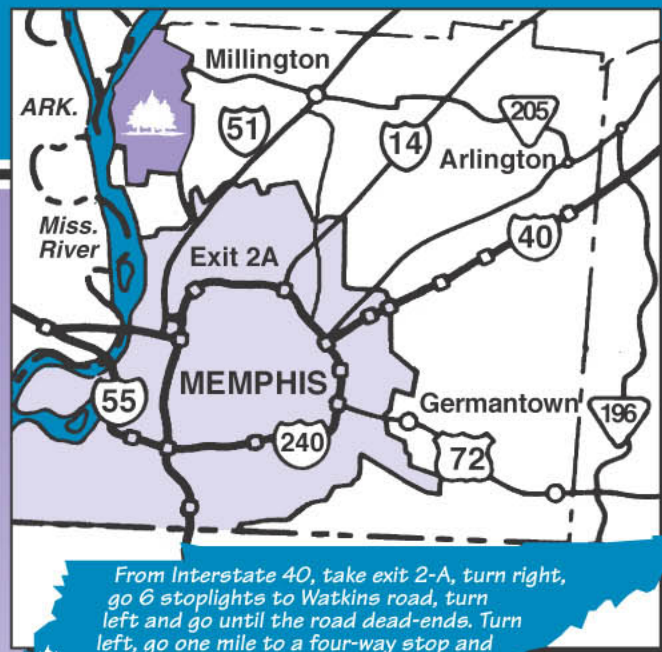 Millington
ARK.
51
14
205
Arlington
Miss.
River
Exit 2A
40
MEMPHIS
55
Germantown
196
240
72
From Interstate 40, take exit 2-A, turn right,
go 6 stoplights to Watkins road, turn
left and go until the road dead-ends. Turn
left, go one mile to a four-way stop and